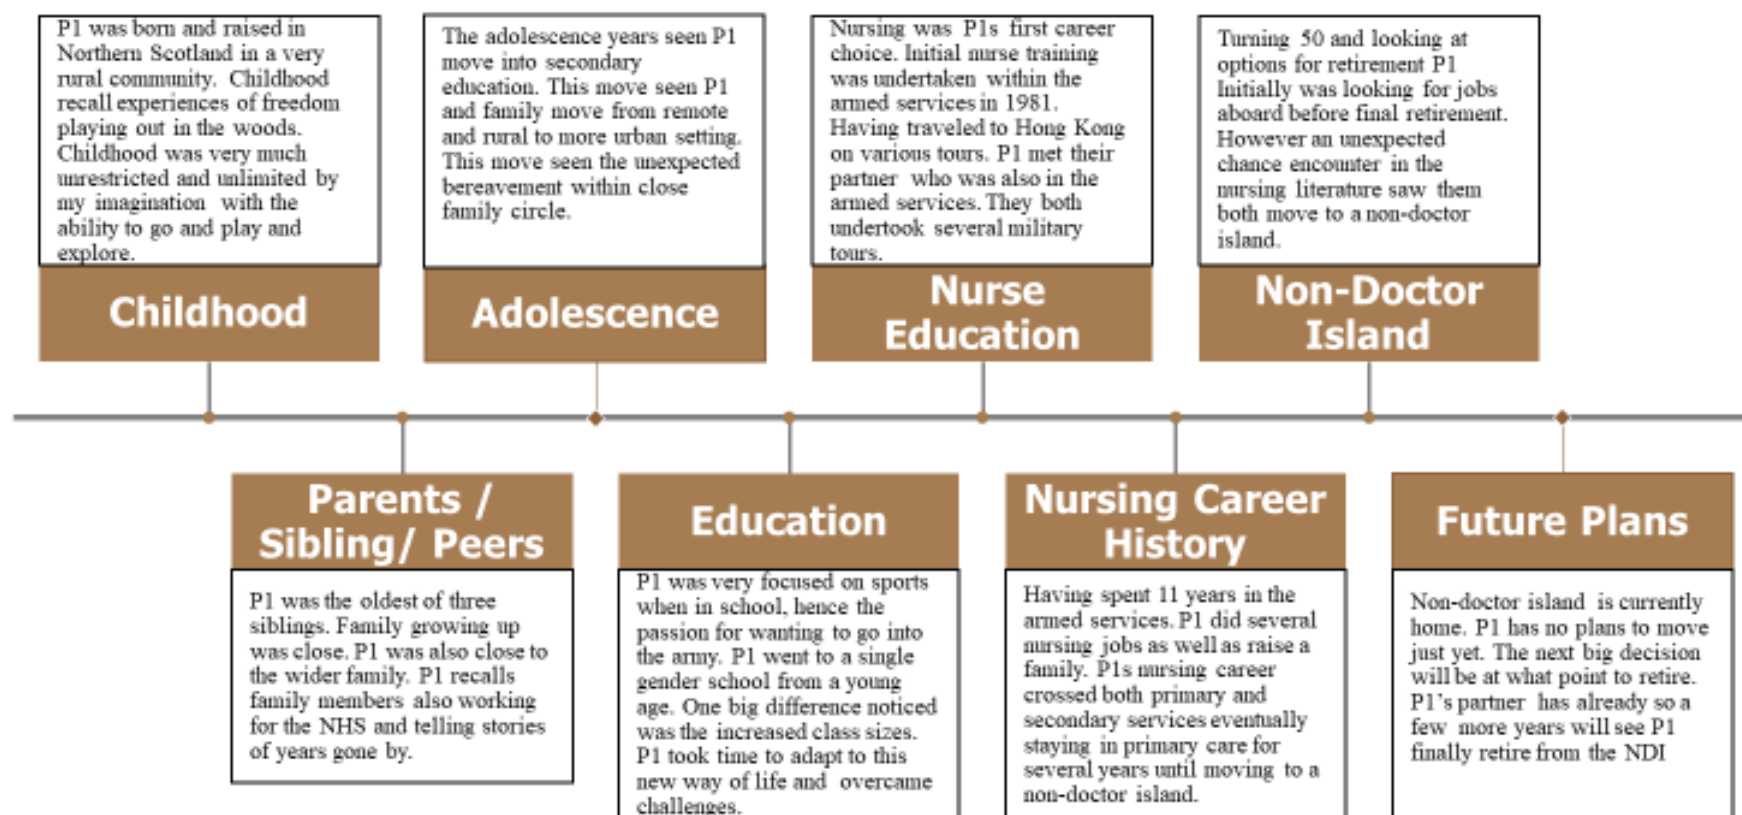 P1 was born and raised in
Northern Scotland in a very
rural community. Childhood
recall experiences of freedom
playing out in the woods.
Childhood was very much
unrestricted and unlimited by
my imagination with the
ability to go and play and
explore.
Childhood
The adolescence years seen P1
move into secondary
education. This move seen P1
and family move from remote
and rural to more urban setting.
This move seen the unexpected
bereavement within close
family circle.
Adolescence
Nursing was P1s first career
choice. Initial nurse training
was undertaken within the
armed services in 1981.
Having traveled to Hong Kong
on various tours. P1 met their
partner who was also in the
armed services. They both
undertook several military
tours.
Nurse
Education
Turning 50 and looking at
options for retirement P1
Initially was looking for jobs
aboard before final retirement.
However an unexpected
chance encounter in the
nursing literature saw them
both move to a non-doctor
island.
Non-Doctor
Island
Parents /
Sibling/ Peers
P1 was the oldest of three
siblings. Family growing up
was close. P1 was also close to
the wider family. P1 recalls
family members also working
for the NHS and telling stories
of years gone by.
Education
P1 was very focused on sports
when in school, hence the
passion for wanting to go into
the army. P1 went to a single
gender school from a young
age. One big difference noticed
was the increased class sizes.
P1 took time to adapt to this
new way of life and overcame
challenges.
Nursing Career
History
Having spent 11 years in the
armed services. P1 did several
nursing jobs as well as raise a
family. P1s nursing career
crossed both primary and
secondary services eventually
staying in primary care for
several years until moving to a
non-doctor island.
Future Plans
Non-doctor island is currently
home. P1 has no plans to move
just yet. The next big decision
will be at what point to retire.
P1's partner has already so a
few more years will see P1
finally retire from the NDI